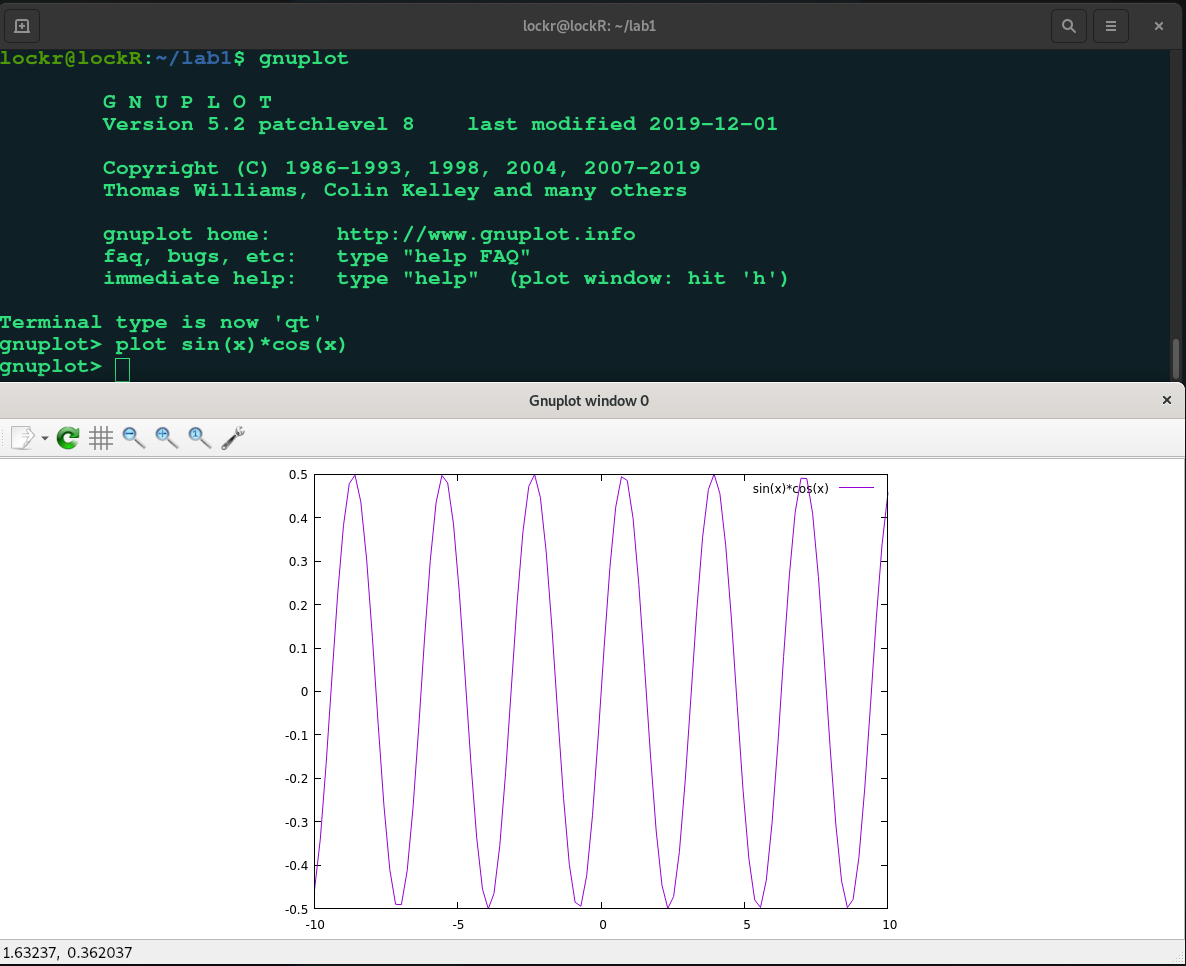 lockr@lockR: ~/lab1
lockr@lockR:~/lab1$ gnuplot
G N U P L O T
Version 5.2 patchlevel 8    last modified 2019-12-01
Copyright (C) 1986-1993, 1998, 2004, 2007-2019
Thomas Williams, Colin Kelley and many others
gnuplot home:     http://www.gnuplot.info
faq, bugs, etc:   type "help FAQ"
immediate help:   type "help"  (plot window: hit 'h')
Terminal type is now 'qt'
gnuplot> plot sin(x)*cos(x)
gnuplot>
Gnuplot window 0
sin(x)*cos(x)
0.5
0.4
0.3
0.2
0.1
0
-0.1
-0.2
-0.3
-0.4
-0.5
-10 -5 0 5 10
1.63237, 0.362037